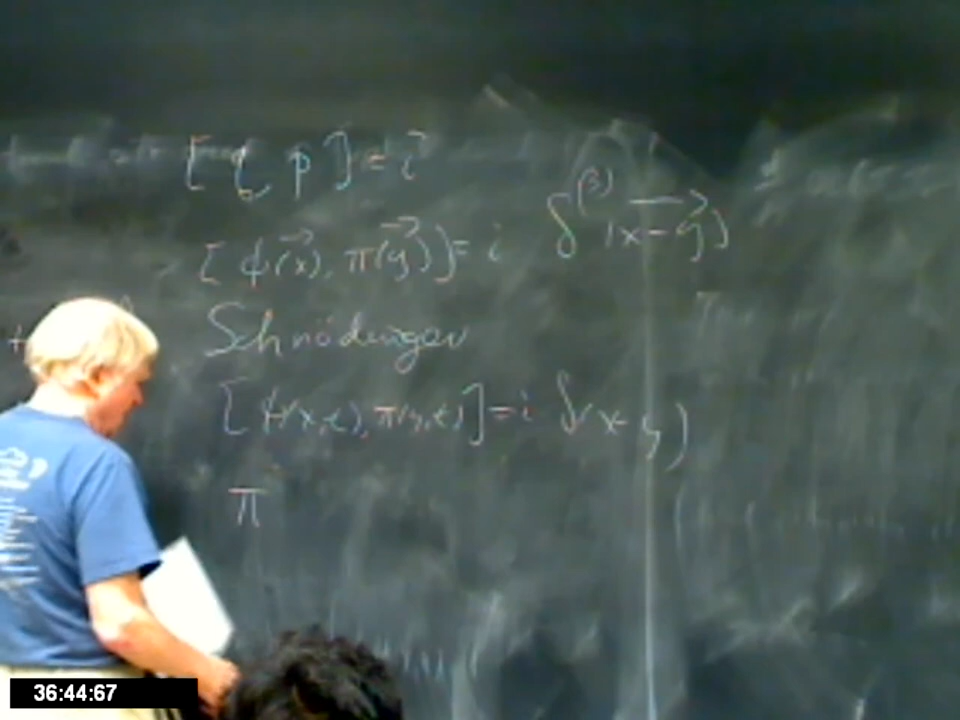 [q, p] = i
[ϕ(x⃗), π(y⃗)] = i δ⁽³⁾(x⃗ - y⃗)
Schrödinger
[ϕ(x,t), π(y,t)] = i δ(x-y)
π
36:44:67